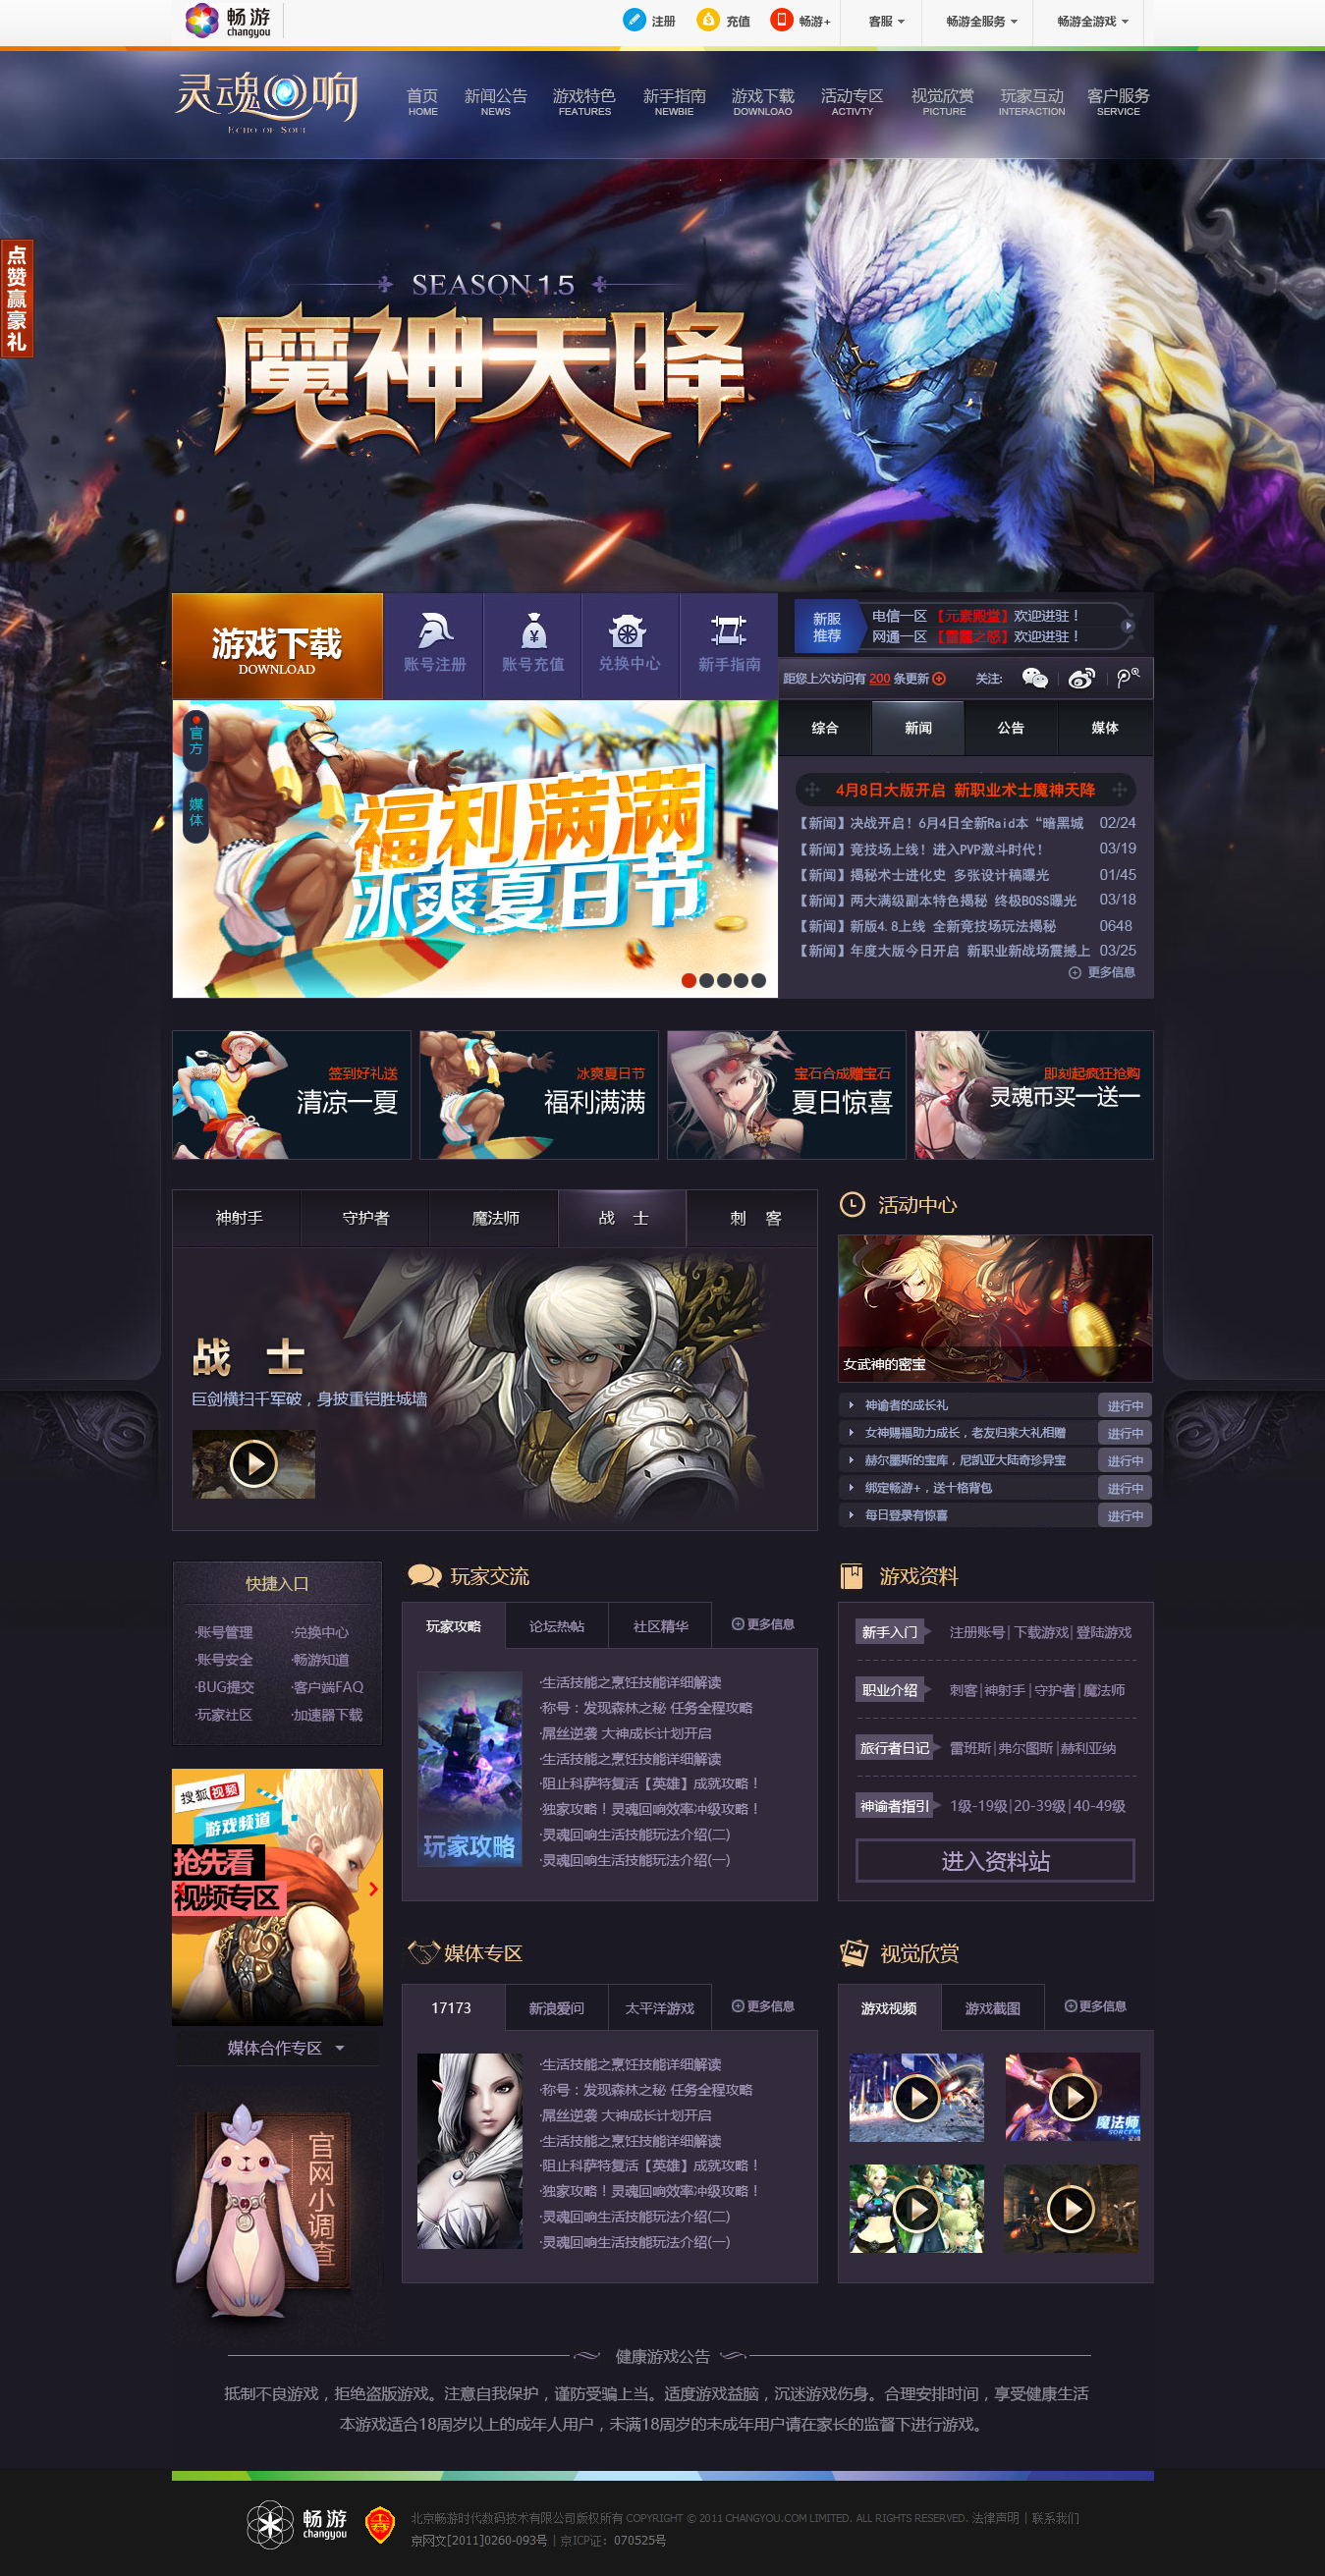 畅游 changyou
注册 充值 畅游+ 客服 畅游全服务 畅游全游戏
灵魂回响
ECHO OF SOUL
首页 新闻公告 游戏特色 新手指南 游戏下载 活动专区 视觉欣赏 玩家互动 客户服务
HOME NEWS FEATURES NEWBIE DOWNLOAO ACTIVTY PICTURE INTERACTION SERVICE
点赞赢豪礼
SEASON 1.5
魔神天降
游戏下载
DOWNLOAD
账号注册 账号充值 兑换中心 新手指南
新服推荐
电信一区 【元素殿堂】欢迎进驻！
网通一区 【雷霆之怒】欢迎进驻！
距您上次访问有 200 条更新 关注:
官方
媒体
福利满满
冰爽夏日节
综合 新闻 公告 媒体
4月8日大版开启 新职业术士魔神天降
【新闻】决战开启！6月4日全新Raid本“暗黑城 02/24
【新闻】竞技场上线！进入PVP激斗时代！ 03/19
【新闻】揭秘术士进化史 多张设计稿曝光 01/45
【新闻】两大满级副本特色揭秘 终极BOSS曝光 03/18
【新闻】新版4.8上线 全新竞技场玩法揭秘 0648
【新闻】年度大版今日开启 新职业新战场震撼上 03/25
更多信息
签到好礼送
清凉一夏
冰爽夏日节
福利满满
宝石合成赠宝石
夏日惊喜
即刻起疯狂抢购
灵魂币买一送一
神射手 守护者 魔法师 战 士 刺 客
战 士
巨剑横扫千军破，身披重铠胜城墙
活动中心
女武神的密宝
神谕者的成长礼 进行中
女神赐福助力成长，老友归来大礼相赠 进行中
赫尔墨斯的宝库，尼凯亚大陆奇珍异宝 进行中
绑定畅游+，送十格背包 进行中
每日登录有惊喜 进行中
快捷入口
·账号管理 ·兑换中心
·账号安全 ·畅游知道
·BUG提交 ·客户端FAQ
·玩家社区 ·加速器下载
玩家交流
玩家攻略 论坛热帖 社区精华 更多信息
玩家攻略
·生活技能之烹饪技能详细解读
·称号：发现森林之秘 任务全程攻略
·屌丝逆袭 大神成长计划开启
·生活技能之烹饪技能详细解读
·阻止科萨特复活【英雄】成就攻略！
·独家攻略！灵魂回响效率冲级攻略！
·灵魂回响生活技能玩法介绍(二)
·灵魂回响生活技能玩法介绍(一)
游戏资料
新手入门 注册账号|下载游戏|登陆游戏
职业介绍 刺客|神射手|守护者|魔法师
旅行者日记 雷班斯|弗尔图斯|赫利亚纳
神谕者指引 1级-19级|20-39级|40-49级
进入资料站
搜狐视频
游戏频道
抢先看
视频专区
媒体合作专区
官网小调查
媒体专区
17173 新浪爱问 太平洋游戏 更多信息
·生活技能之烹饪技能详细解读
·称号：发现森林之秘 任务全程攻略
·屌丝逆袭 大神成长计划开启
·生活技能之烹饪技能详细解读
·阻止科萨特复活【英雄】成就攻略！
·独家攻略！灵魂回响效率冲级攻略！
·灵魂回响生活技能玩法介绍(二)
·灵魂回响生活技能玩法介绍(一)
视觉欣赏
游戏视频 游戏截图 更多信息
魔法师
SORCER
健康游戏公告
抵制不良游戏，拒绝盗版游戏。注意自我保护，谨防受骗上当。适度游戏益脑，沉迷游戏伤身。合理安排时间，享受健康生活
本游戏适合18周岁以上的成年人用户，未满18周岁的未成年用户请在家长的监督下进行游戏。
畅游 changyou
北京畅游时代数码技术有限公司版权所有 COPYRIGHT © 2011 CHANGYOU.COM LIMITED. ALL RIGHTS RESERVED. 法律声明 | 联系我们
京网文[2011]0260-093号 | 京ICP证：070525号